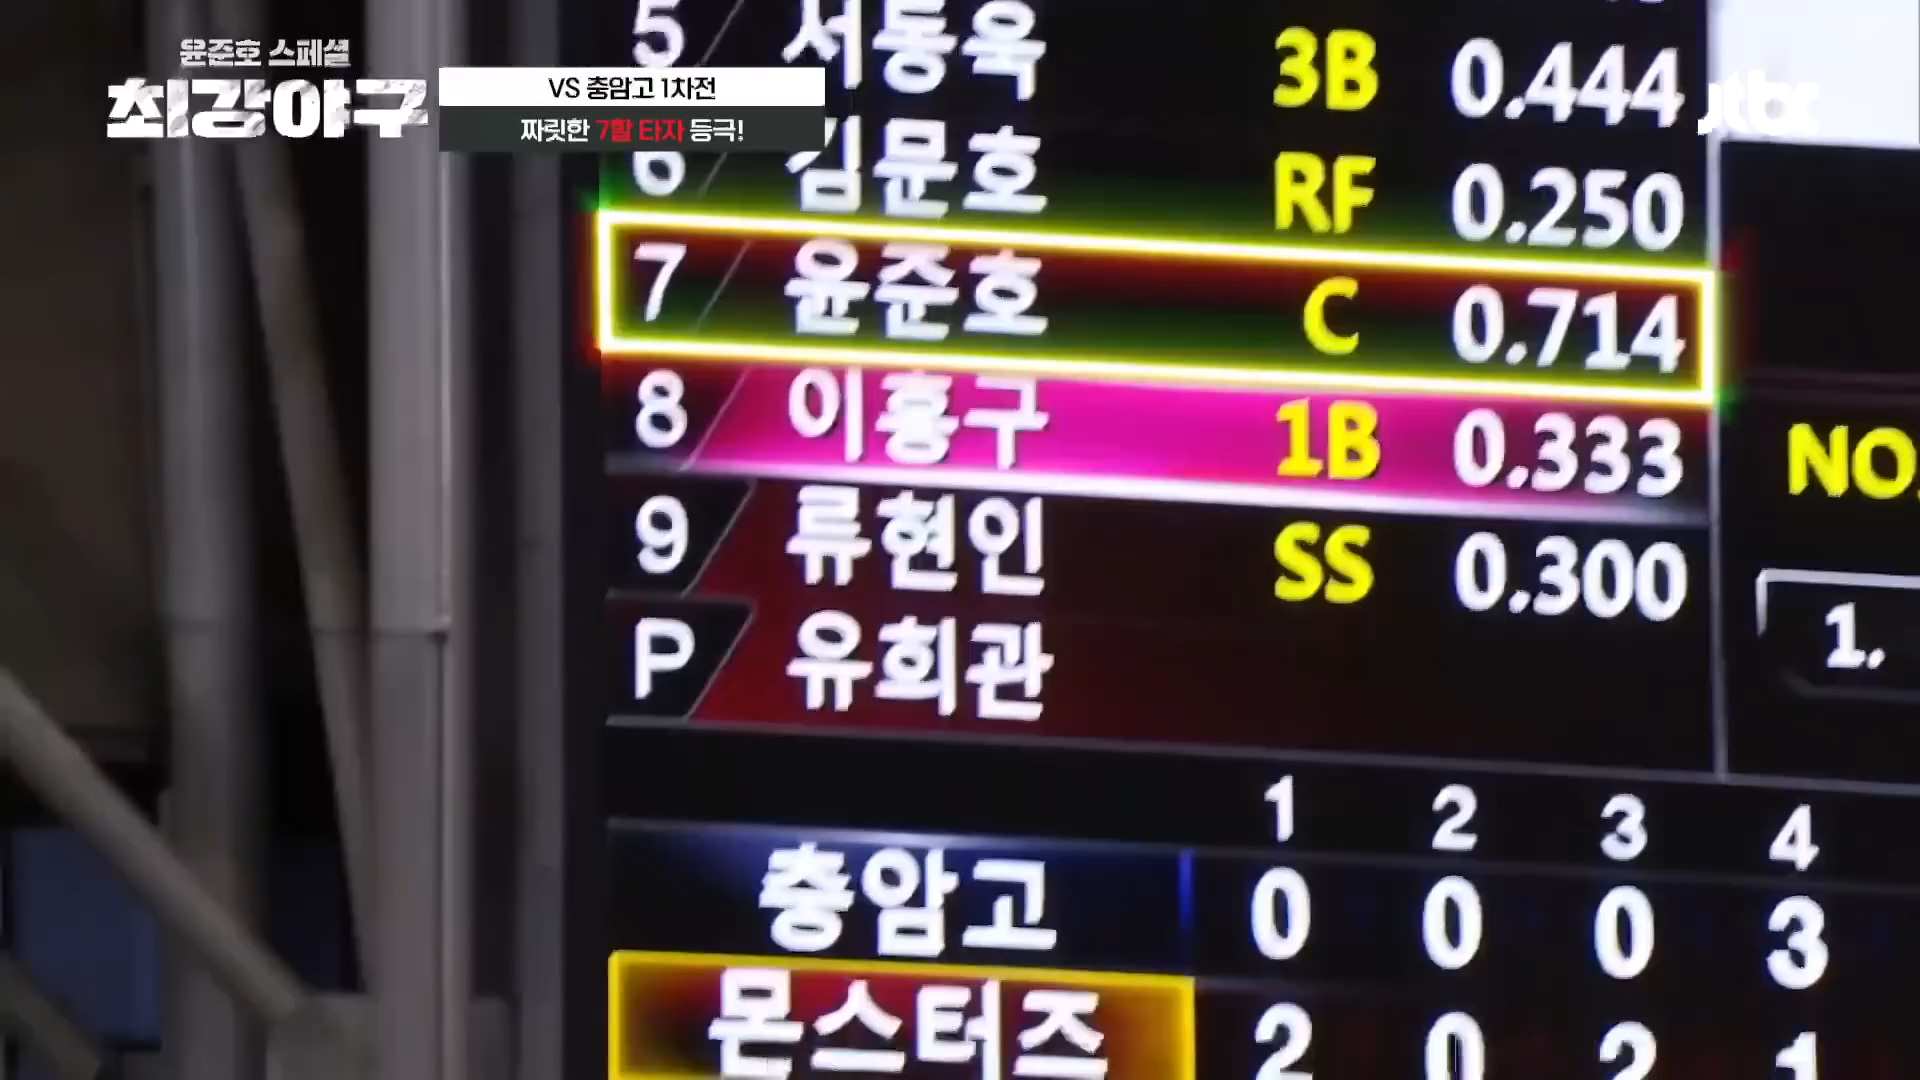 윤준호 스페셜
최강야구
VS 충암고 1차전
짜릿한 7할 타자 등극!
jtbc
5 서동욱 3B 0.444
6 김문호 RF 0.250
7 윤준호 C 0.714
8 이홍구 1B 0.333
9 류현인 SS 0.300
P 유희관
NO.
1.
1 2 3 4
충암고 0 0 0 3
몬스터즈 2 0 2 1